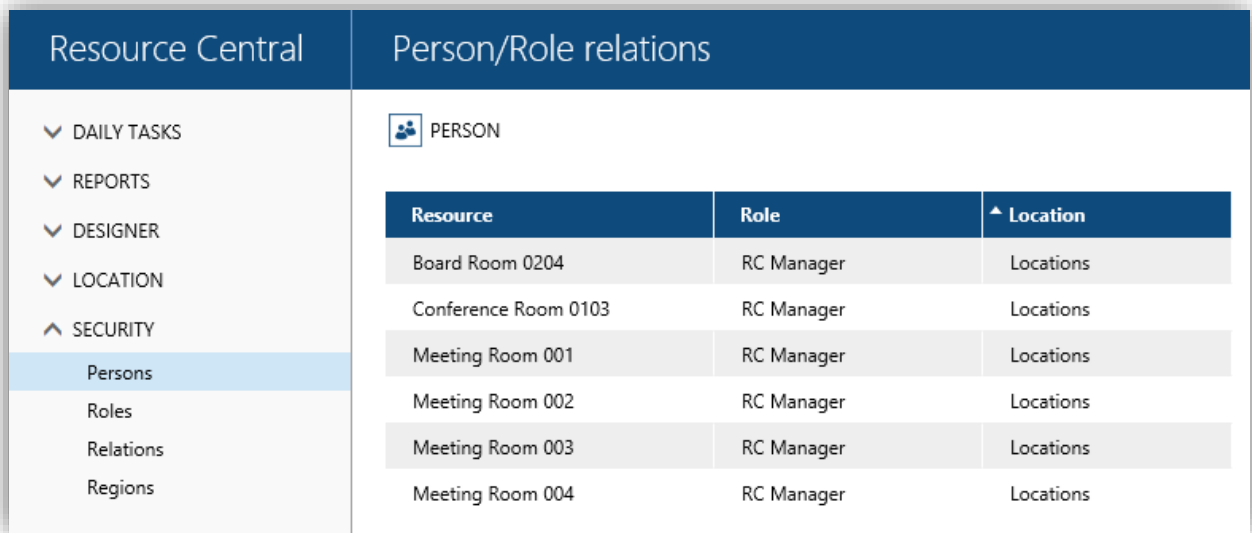 Resource Central
Person/Role relations
DAILY TASKS
REPORTS
DESIGNER
LOCATION
SECURITY
Persons
Roles
Relations
Regions
PERSON
Resource Role Location
Board Room 0204 RC Manager Locations
Conference Room 0103 RC Manager Locations
Meeting Room 001 RC Manager Locations
Meeting Room 002 RC Manager Locations
Meeting Room 003 RC Manager Locations
Meeting Room 004 RC Manager Locations